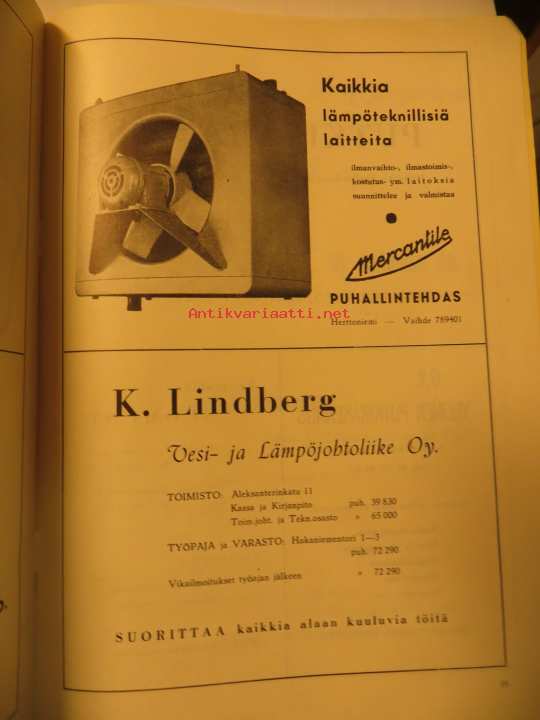 Kaikkia
lämpöteknillisiä
laitteita
ilmanvaihto-, ilmastoimis-,
kostutus- ym. laitoksia
suunnittelee ja valmistaa
Mercantile
PUHALLINTEHDAS
Herttoniemi — Vaihde 789401
Antikvariaatti.net
K. Lindberg
Vesi- ja Lämpöjohtoliike Oy.
TOIMISTO: Aleksanterinkatu 11
Kassa ja Kirjanpito puh. 39 830
Toim.joht. ja Tekn.osasto » 65 000
TYÖPAJA ja VARASTO: Hakaniementori 1—3
puh. 72 290
Vikailmoitukset työajan jälkeen » 72 290
SUORITTAA kaikkia alaan kuuluvia töitä